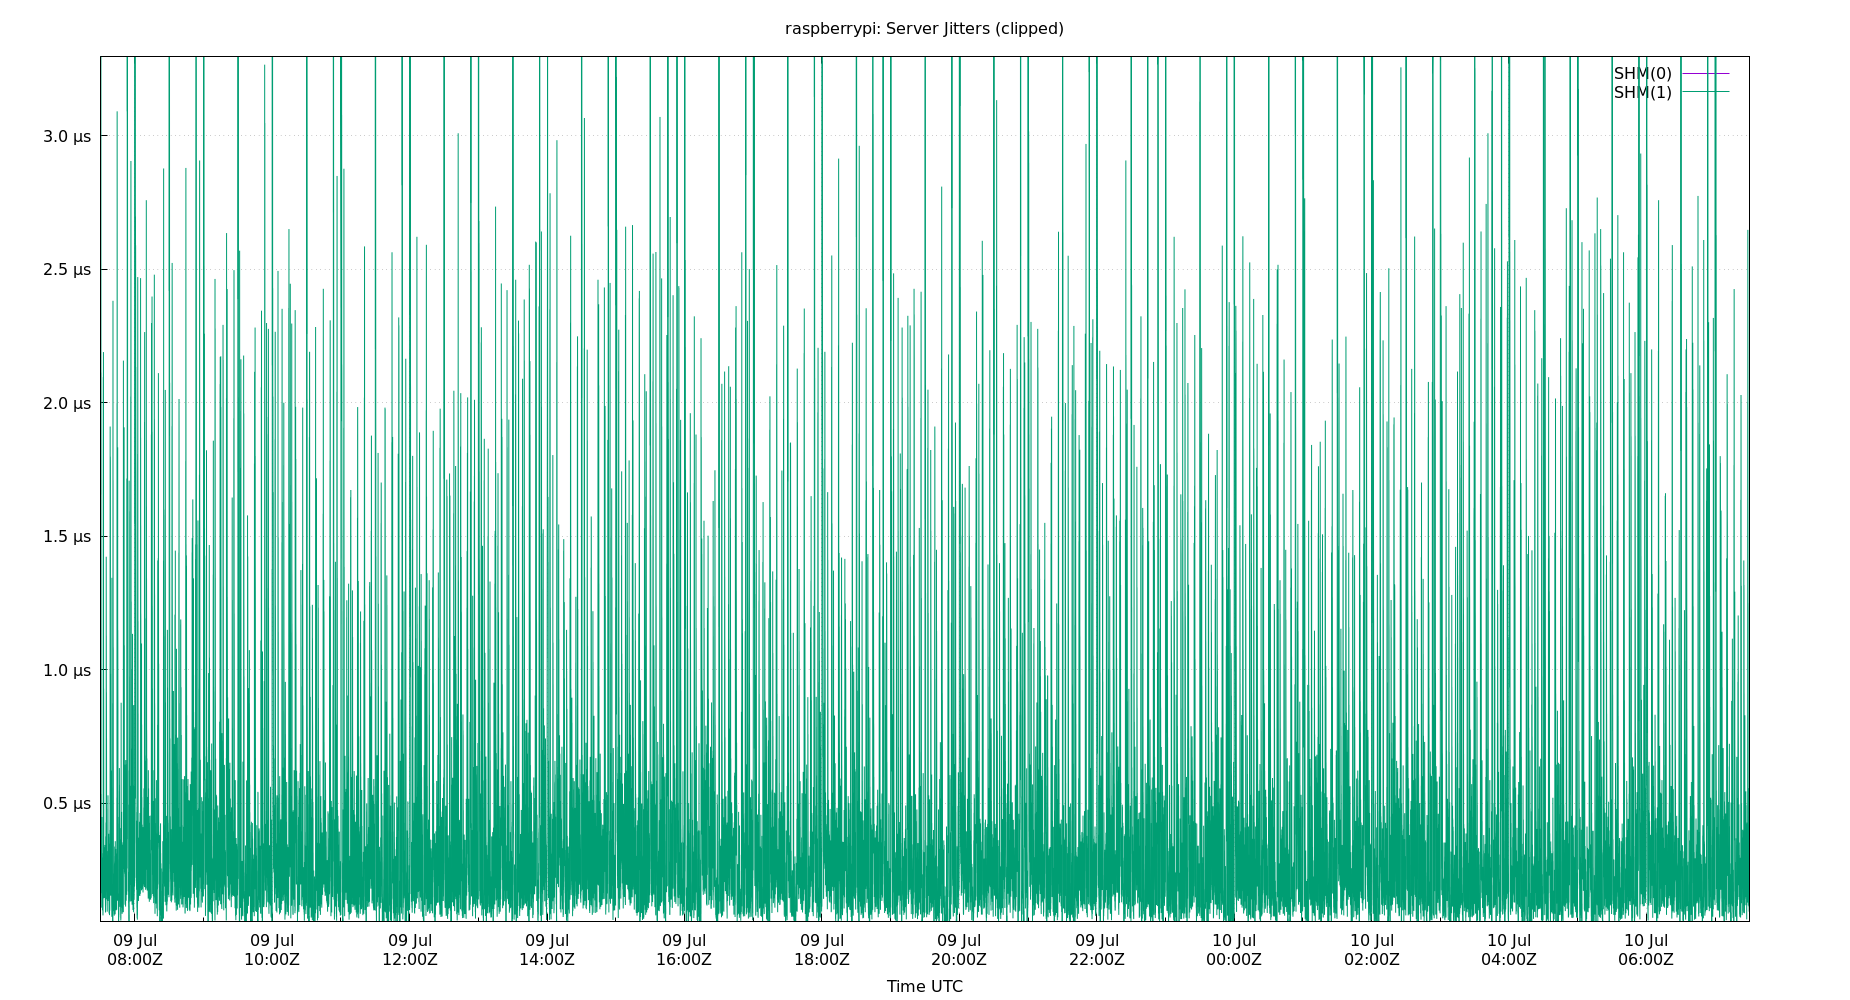 raspberrypi: Server Jitters (clipped)
SHM(0)
SHM(1)
3.0 µs
2.5 µs
2.0 µs
1.5 µs
1.0 µs
0.5 µs
09 Jul 09 Jul 09 Jul 09 Jul 09 Jul 09 Jul 09 Jul 09 Jul 10 Jul 10 Jul 10 Jul 10 Jul
08:00Z 10:00Z 12:00Z 14:00Z 16:00Z 18:00Z 20:00Z 22:00Z 00:00Z 02:00Z 04:00Z 06:00Z
Time UTC